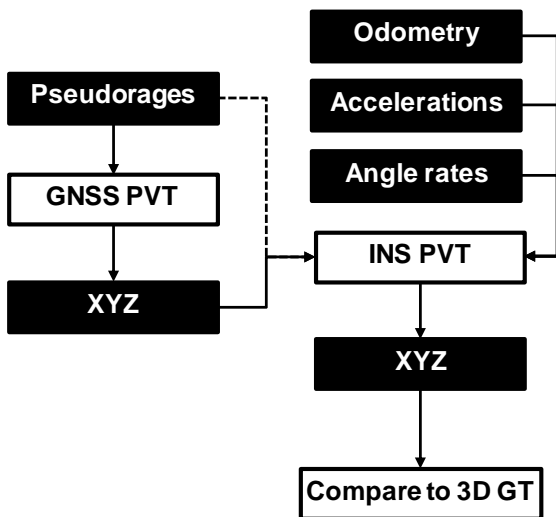 Odometry
Pseudorages
Accelerations
Angle rates
GNSS PVT
INS PVT
XYZ
XYZ
Compare to 3D GT